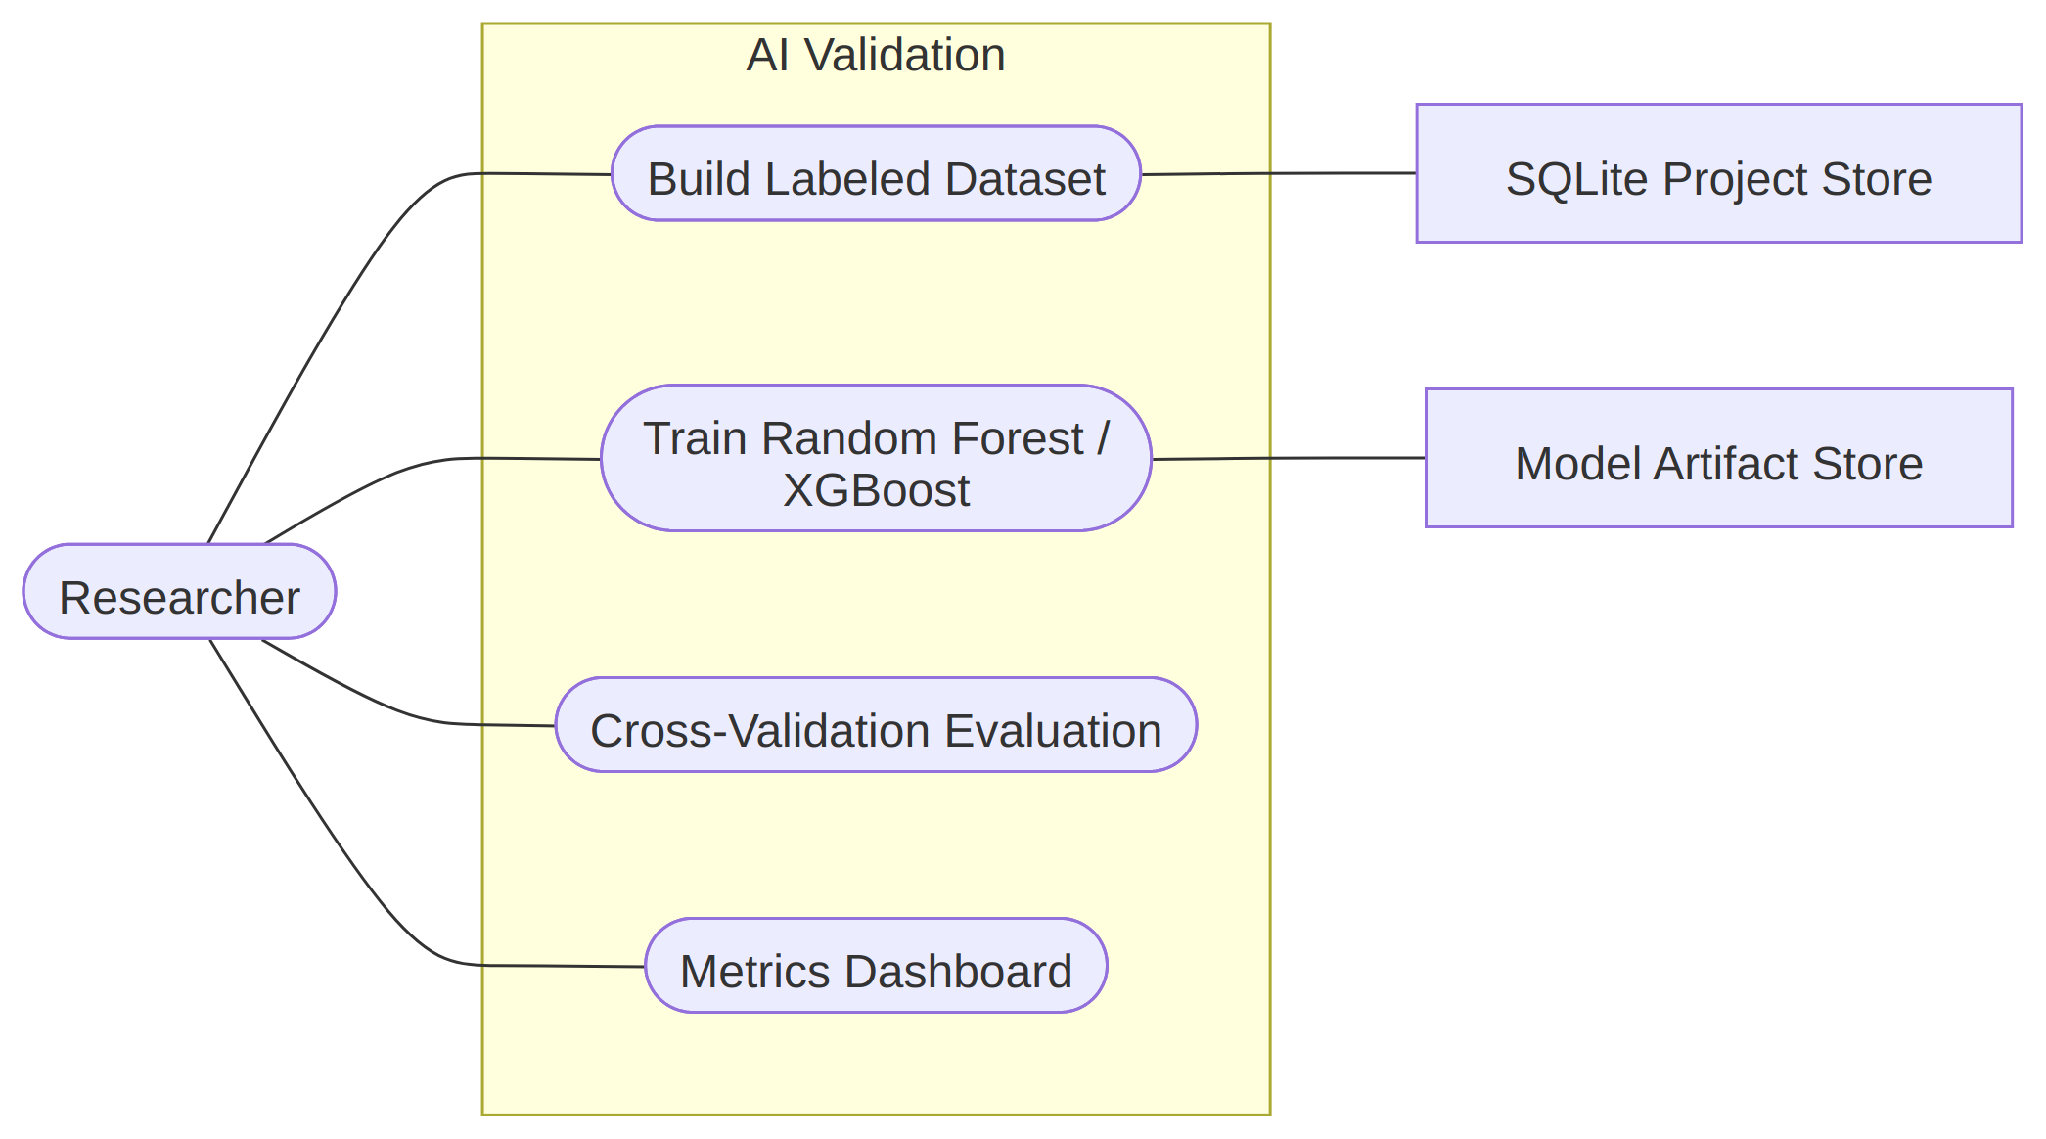 AI Validation
Build Labeled Dataset
SQLite Project Store
Train Random Forest /
XGBoost
Model Artifact Store
Researcher
Cross-Validation Evaluation
Metrics Dashboard